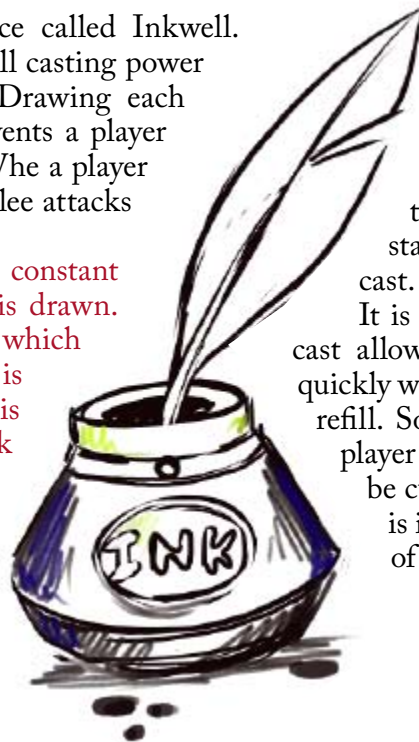 ce called Inkwell.
ll casting power
Drawing each
vents a player
Whe a player
lee attacks
constant
is drawn.
which
is
is
k
INK
t
sta
cast.
It is
cast allow
quickly w
refill. So
player
be c
is i
of